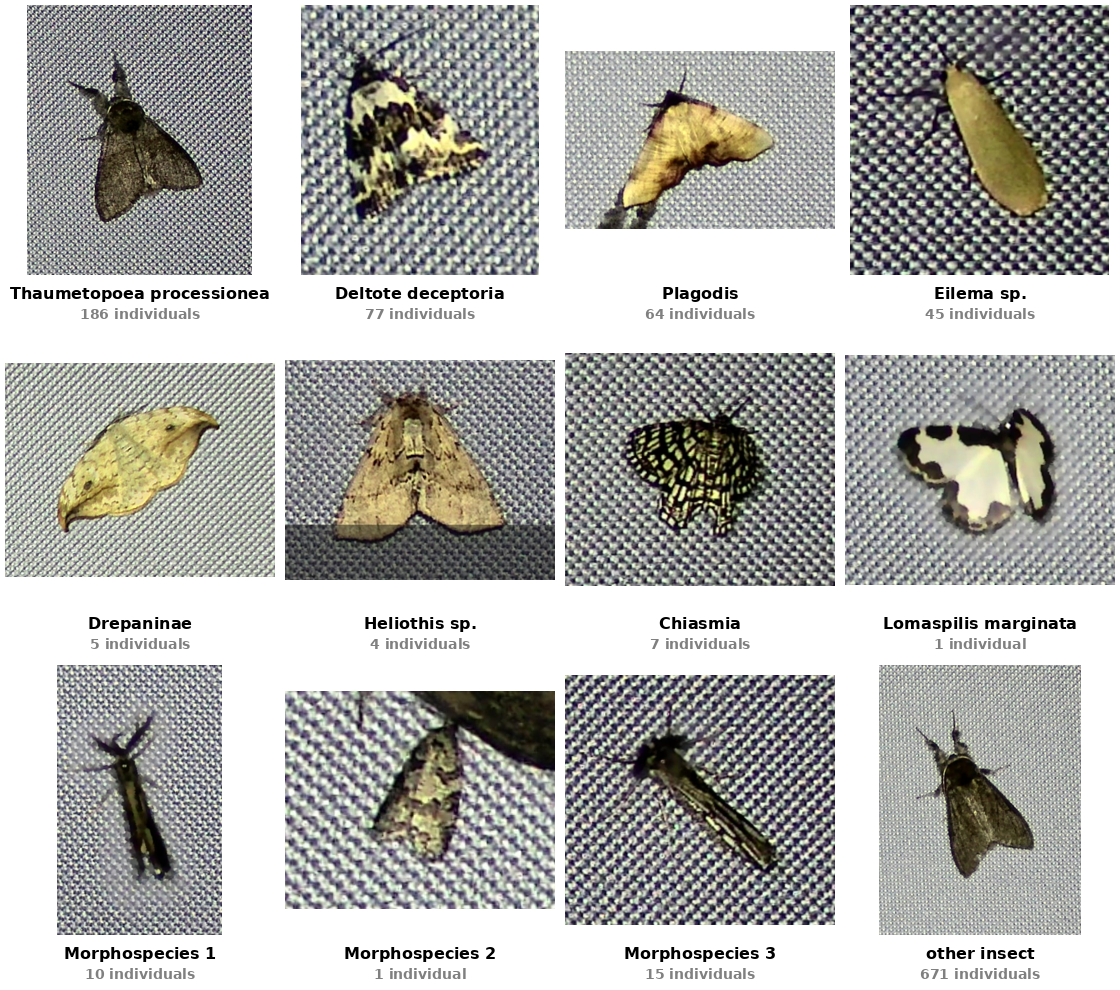 Thaumetopoea processionea
186 individuals
Deltote deceptoria
77 individuals
Plagodis
64 individuals
Eilema sp.
45 individuals
Drepaninae
5 individuals
Heliothis sp.
4 individuals
Chiasmia
7 individuals
Lomaspilis marginata
1 individual
Morphospecies 1
10 individuals
Morphospecies 2
1 individual
Morphospecies 3
15 individuals
other insect
671 individuals